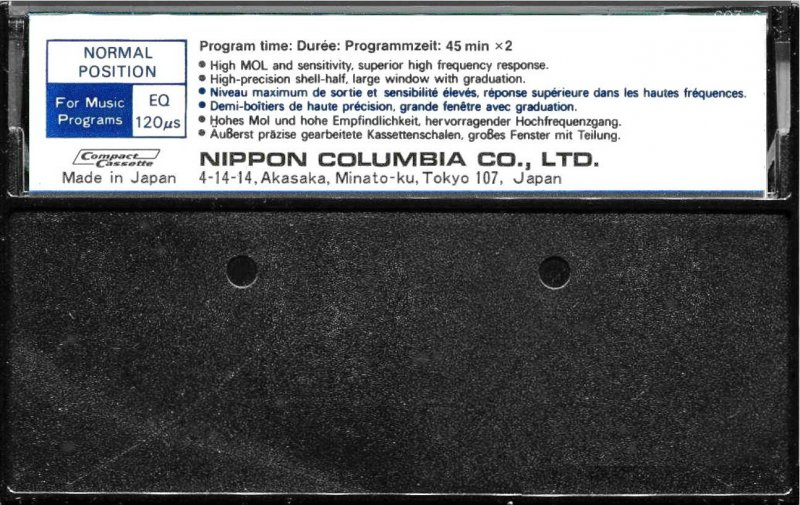 NORMAL
POSITION
For Music
Programs
EQ
120µs
Program time: Durée: Programmzeit: 45 min ×2
• High MOL and sensitivity, superior high frequency response.
• High-precision shell-half, large window with graduation.
• Niveau maximum de sortie et sensibilité élevés, réponse supérieure dans les hautes fréquences.
• Demi-boîtiers de haute précision, grande fenêtre avec graduation.
• Hohes Mol und hohe Empfindlichkeit, hervorragender Hochfrequenzgang.
• Äußerst präzise gearbeitete Kassettenschalen, großes Fenster mit Teilung.
Compact
Cassette
Made in Japan
NIPPON COLUMBIA CO., LTD.
4-14-14, Akasaka, Minato-ku, Tokyo 107, Japan